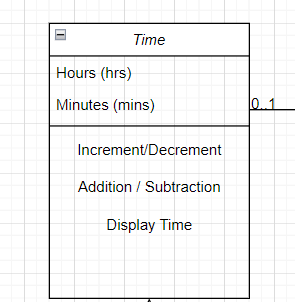 Time
Hours (hrs)
Minutes (mins)
0..1
Increment/Decrement
Addition / Subtraction
Display Time